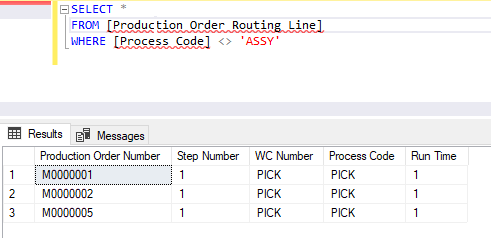 SELECT *
FROM [Production Order Routing Line]
WHERE [Process Code] <> 'ASSY'
Results Messages
Production Order Number Step Number WC Number Process Code Run Time
1 M0000001 1 PICK PICK 1
2 M0000002 1 PICK PICK 1
3 M0000005 1 PICK PICK 1